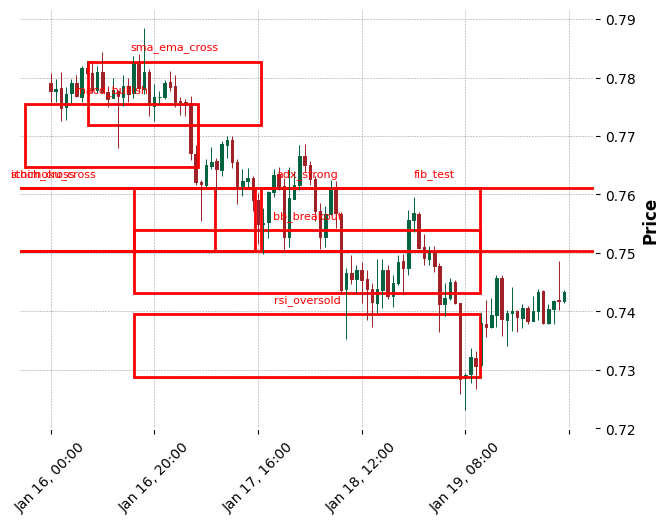 0.79
sma_ema_cross
0.78
0.77
adx_strong
fib_test
0.76
bb_breakout
0.75
rsi_oversold
0.74
0.73
0.72
Price
Jan 16, 00:00
Jan 16, 20:00
Jan 17, 16:00
Jan 18, 12:00
Jan 19, 08:00